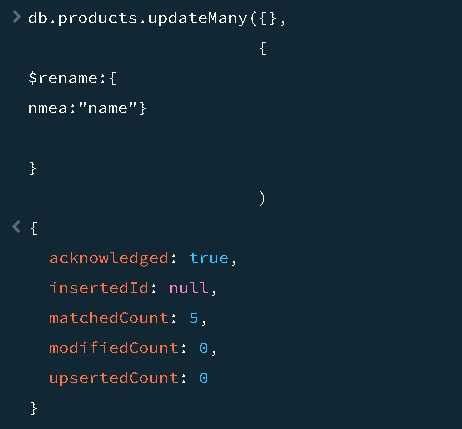 > db.products.updateMany({},
{
$rename:{
nmea:"name"}
}
)
< {
acknowledged: true,
insertedId: null,
matchedCount: 5,
modifiedCount: 0,
upsertedCount: 0
}